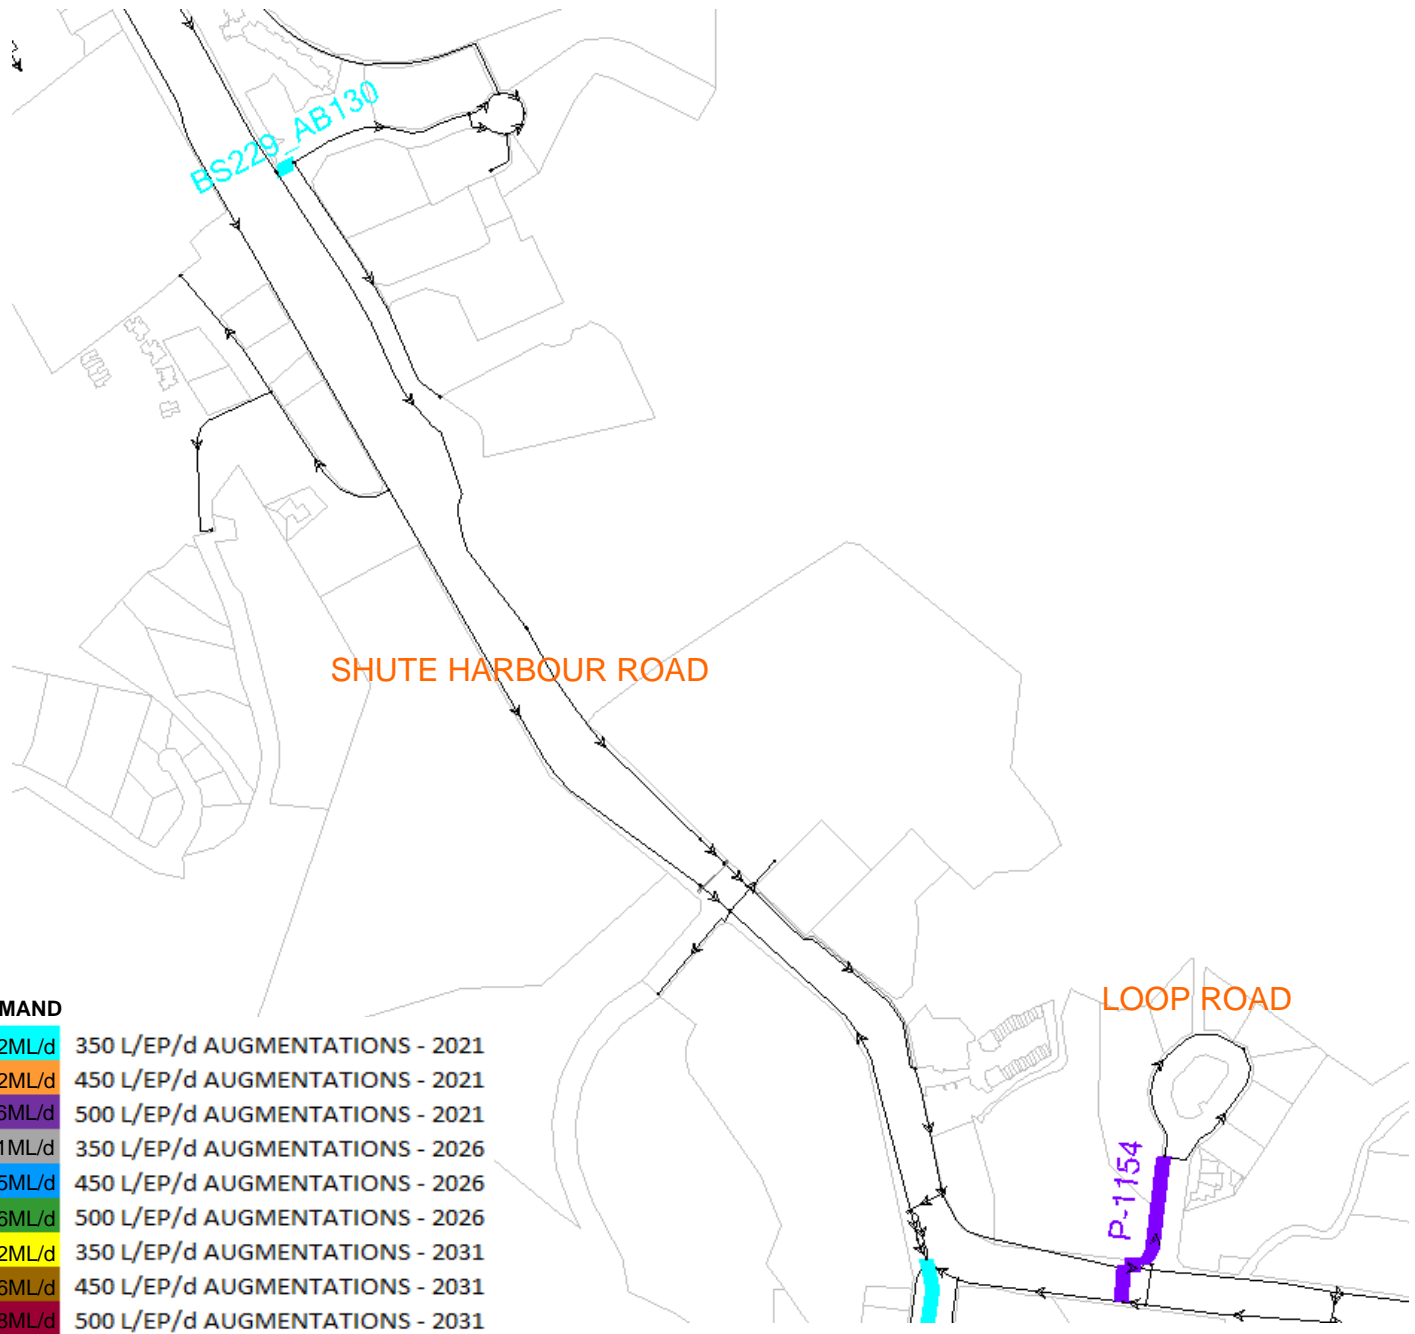 BS229_AB130
SHUTE HARBOUR ROAD
LOOP ROAD
P-1154
MAND
2ML/d 350 L/EP/d AUGMENTATIONS - 2021
2ML/d 450 L/EP/d AUGMENTATIONS - 2021
6ML/d 500 L/EP/d AUGMENTATIONS - 2021
1ML/d 350 L/EP/d AUGMENTATIONS - 2026
5ML/d 450 L/EP/d AUGMENTATIONS - 2026
6ML/d 500 L/EP/d AUGMENTATIONS - 2026
2ML/d 350 L/EP/d AUGMENTATIONS - 2031
6ML/d 450 L/EP/d AUGMENTATIONS - 2031
8ML/d 500 L/EP/d AUGMENTATIONS - 2031